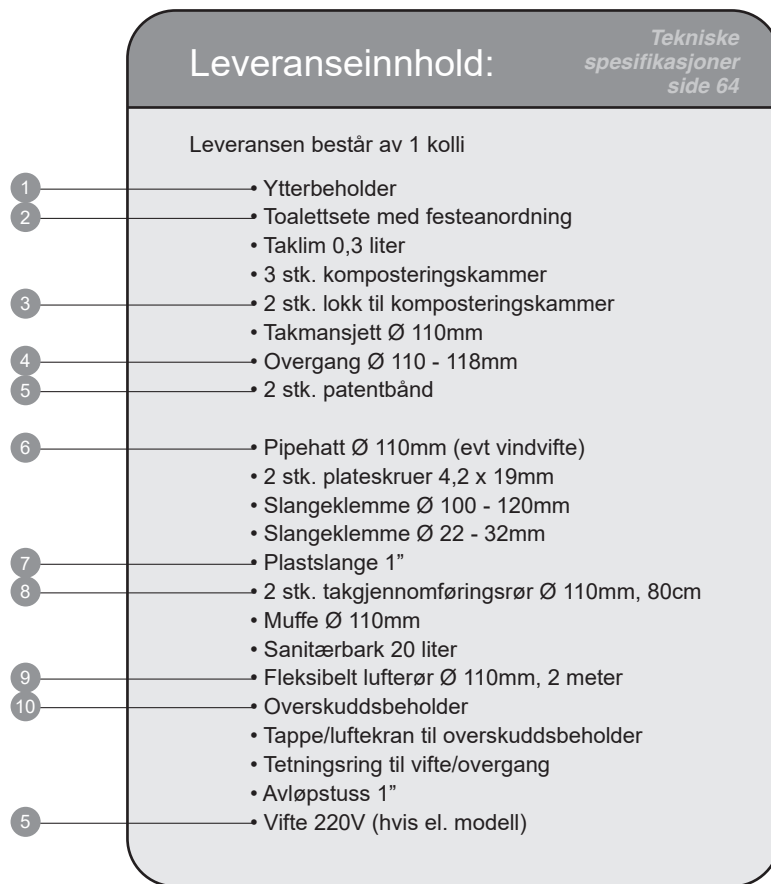 Leveranseinnhold:
Tekniske
spesifikasjoner
side 64
Leveransen består av 1 kolli
1 • Ytterbeholder
2 • Toalettsete med festeanordning
• Taklim 0,3 liter
• 3 stk. komposteringskammer
3 • 2 stk. lokk til komposteringskammer
• Takmansjett Ø 110mm
4 • Overgang Ø 110 - 118mm
5 • 2 stk. patentbånd
6 • Pipehatt Ø 110mm (evt vindvifte)
• 2 stk. plateskruer 4,2 x 19mm
• Slangeklemme Ø 100 - 120mm
• Slangeklemme Ø 22 - 32mm
7 • Plastslange 1”
8 • 2 stk. takgjennomføringsrør Ø 110mm, 80cm
• Muffe Ø 110mm
• Sanitærbark 20 liter
9 • Fleksibelt lufterør Ø 110mm, 2 meter
10 • Overskuddsbeholder
• Tappe/luftekran til overskuddsbeholder
• Tetningsring til vifte/overgang
• Avløpstuss 1”
5 • Vifte 220V (hvis el. modell)